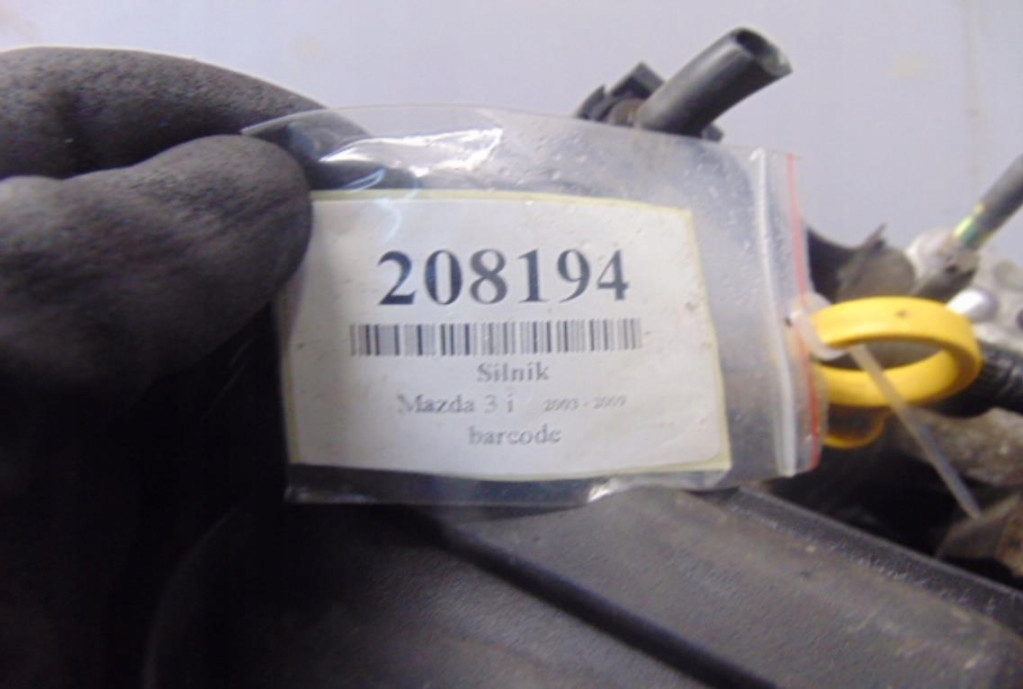 208194
Silnik
Mazda 3 i 2003 - 2009
barcode